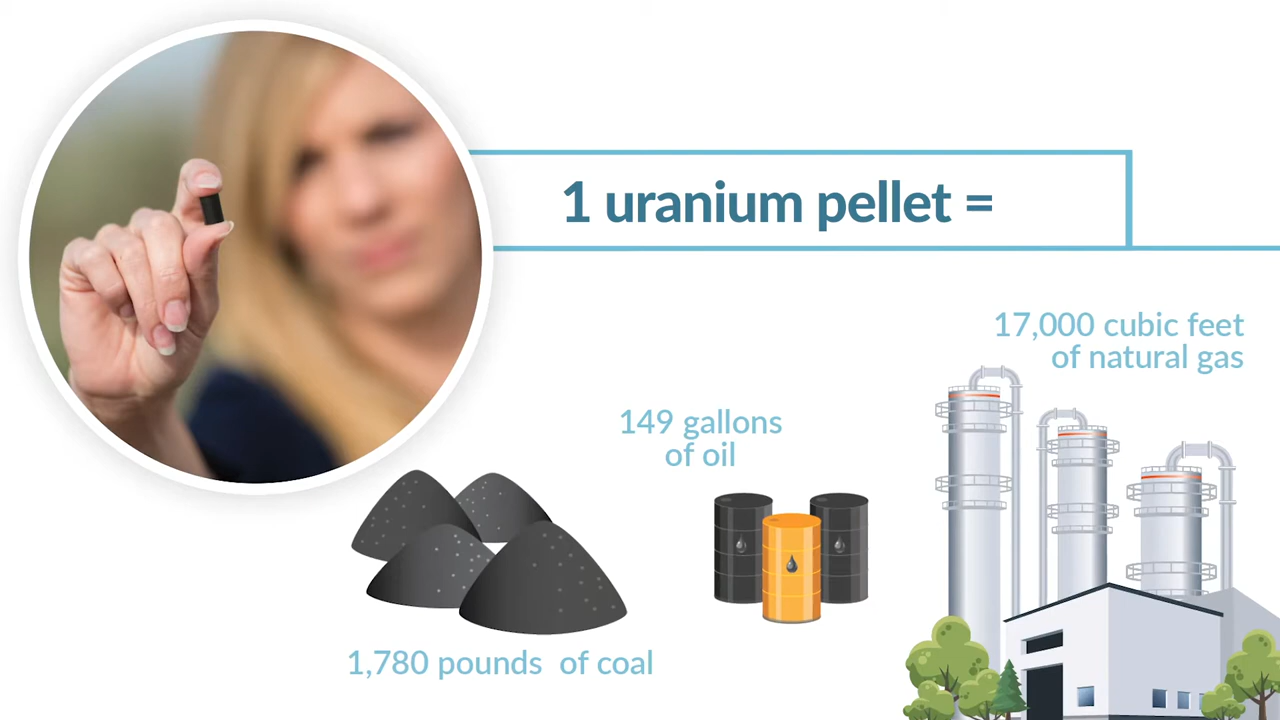 1 uranium pellet =
17,000 cubic feet
of natural gas
149 gallons
of oil
1,780 pounds of coal